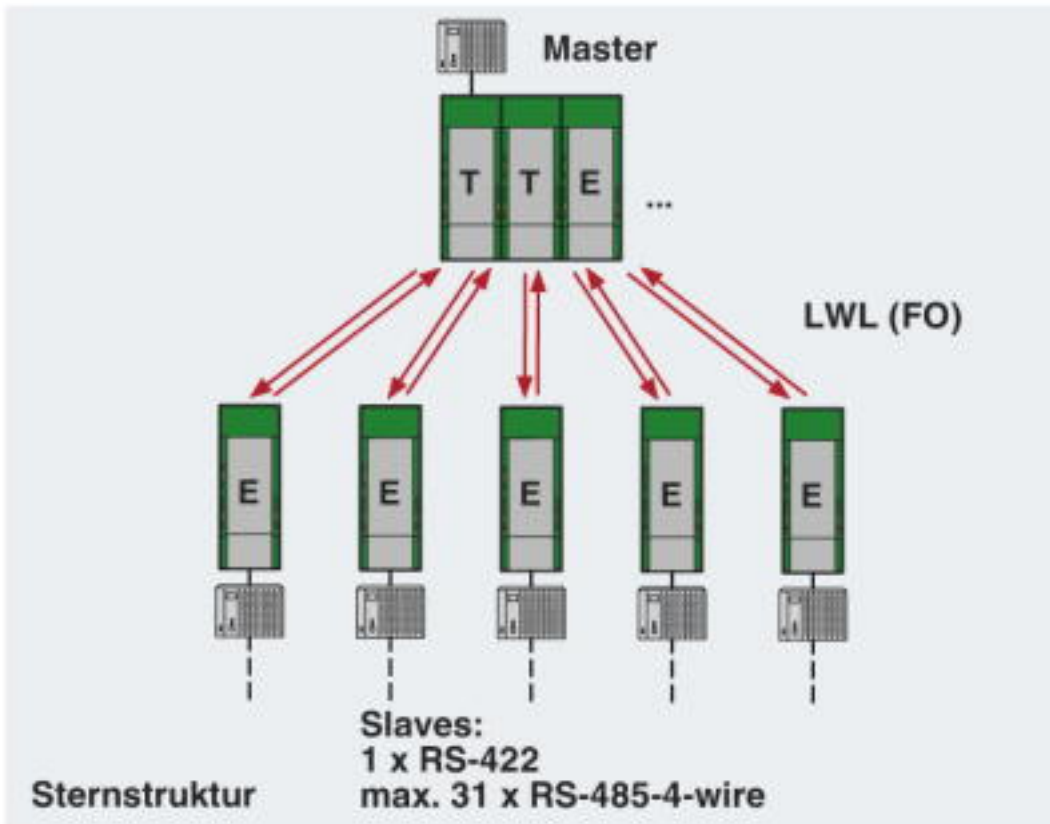 Master
T T E ...
LWL (FO)
E E E E E
Slaves:
1 x RS-422
Sternstruktur max. 31 x RS-485-4-wire